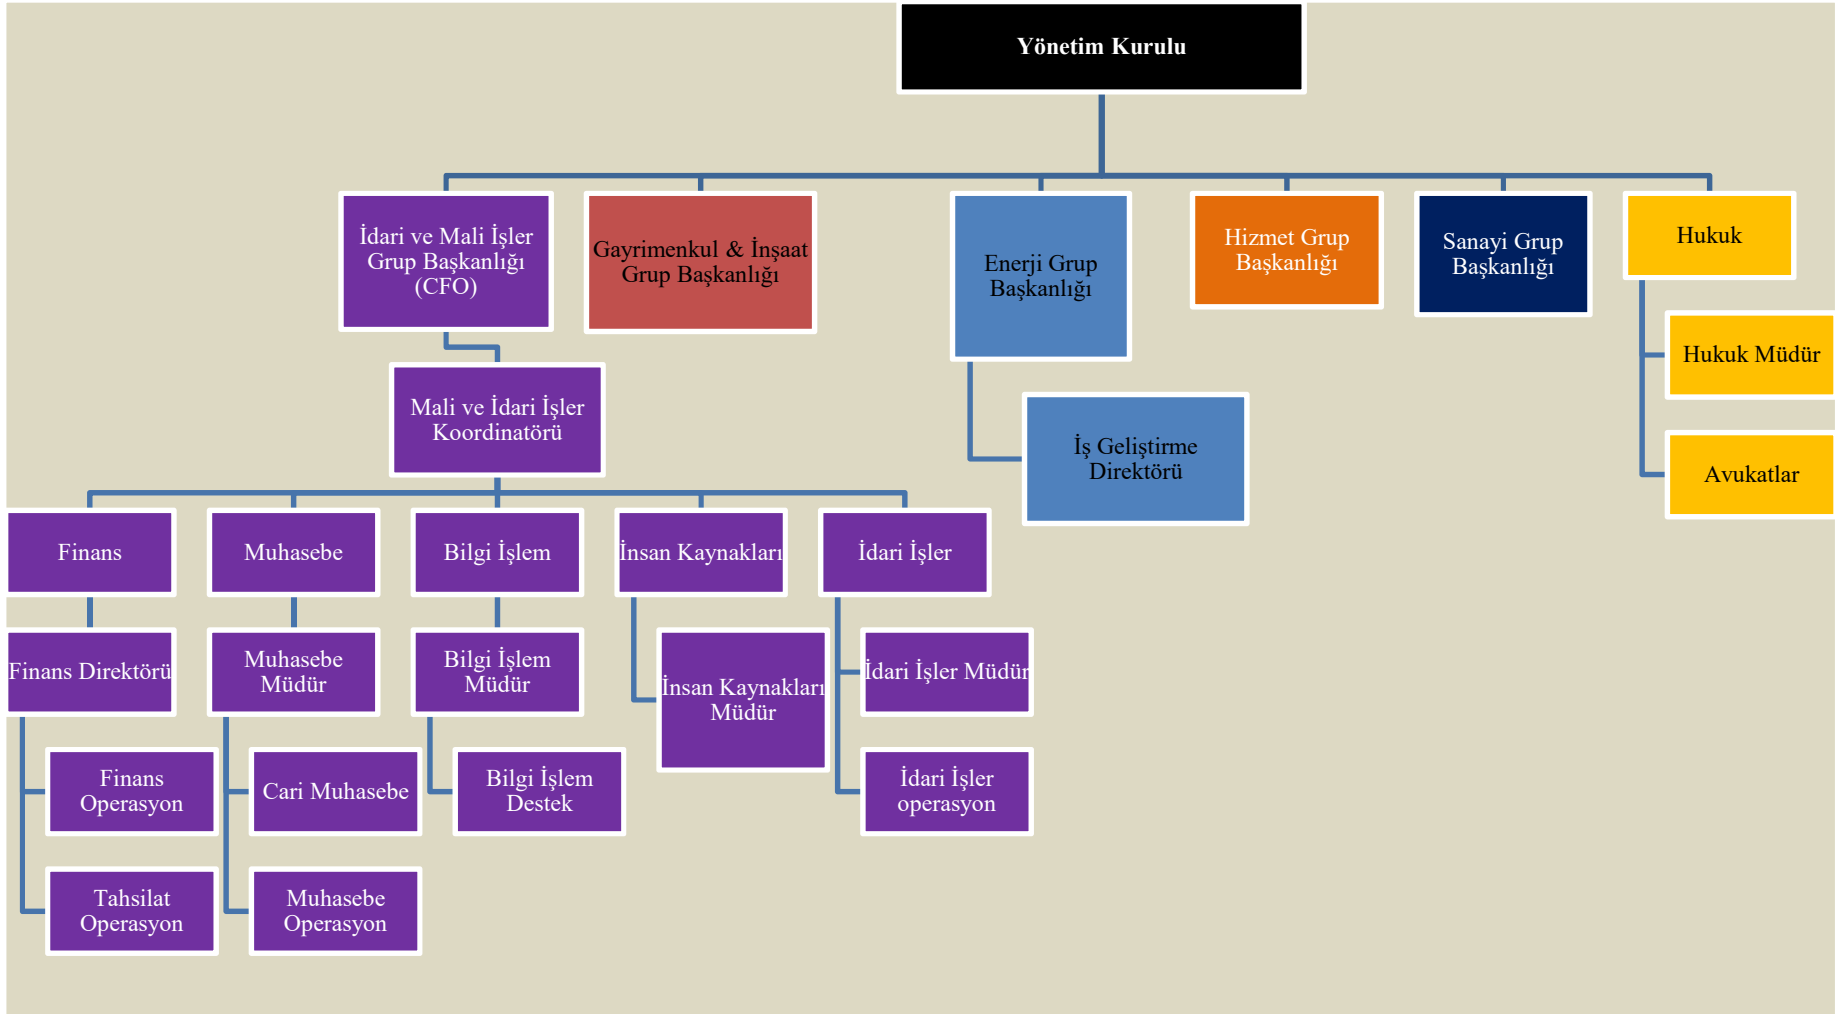 Yönetim Kurulu
İdari ve Mali İşler
Grup Başkanlığı
(CFO)
Gayrimenkul & İnşaat
Grup Başkanlığı
Enerji Grup
Başkanlığı
Hizmet Grup
Başkanlığı
Sanayi Grup
Başkanlığı
Hukuk
Hukuk Müdür
Avukatlar
Mali ve İdari İşler
Koordinatörü
İş Geliştirme
Direktörü
Finans
Muhasebe
Bilgi İşlem
İnsan Kaynakları
İdari İşler
Finans Direktörü
Muhasebe
Müdür
Bilgi İşlem
Müdür
İnsan Kaynakları
Müdür
İdari İşler Müdür
Finans
Operasyon
Cari Muhasebe
Bilgi İşlem
Destek
İdari İşler
operasyon
Tahsilat
Operasyon
Muhasebe
Operasyon